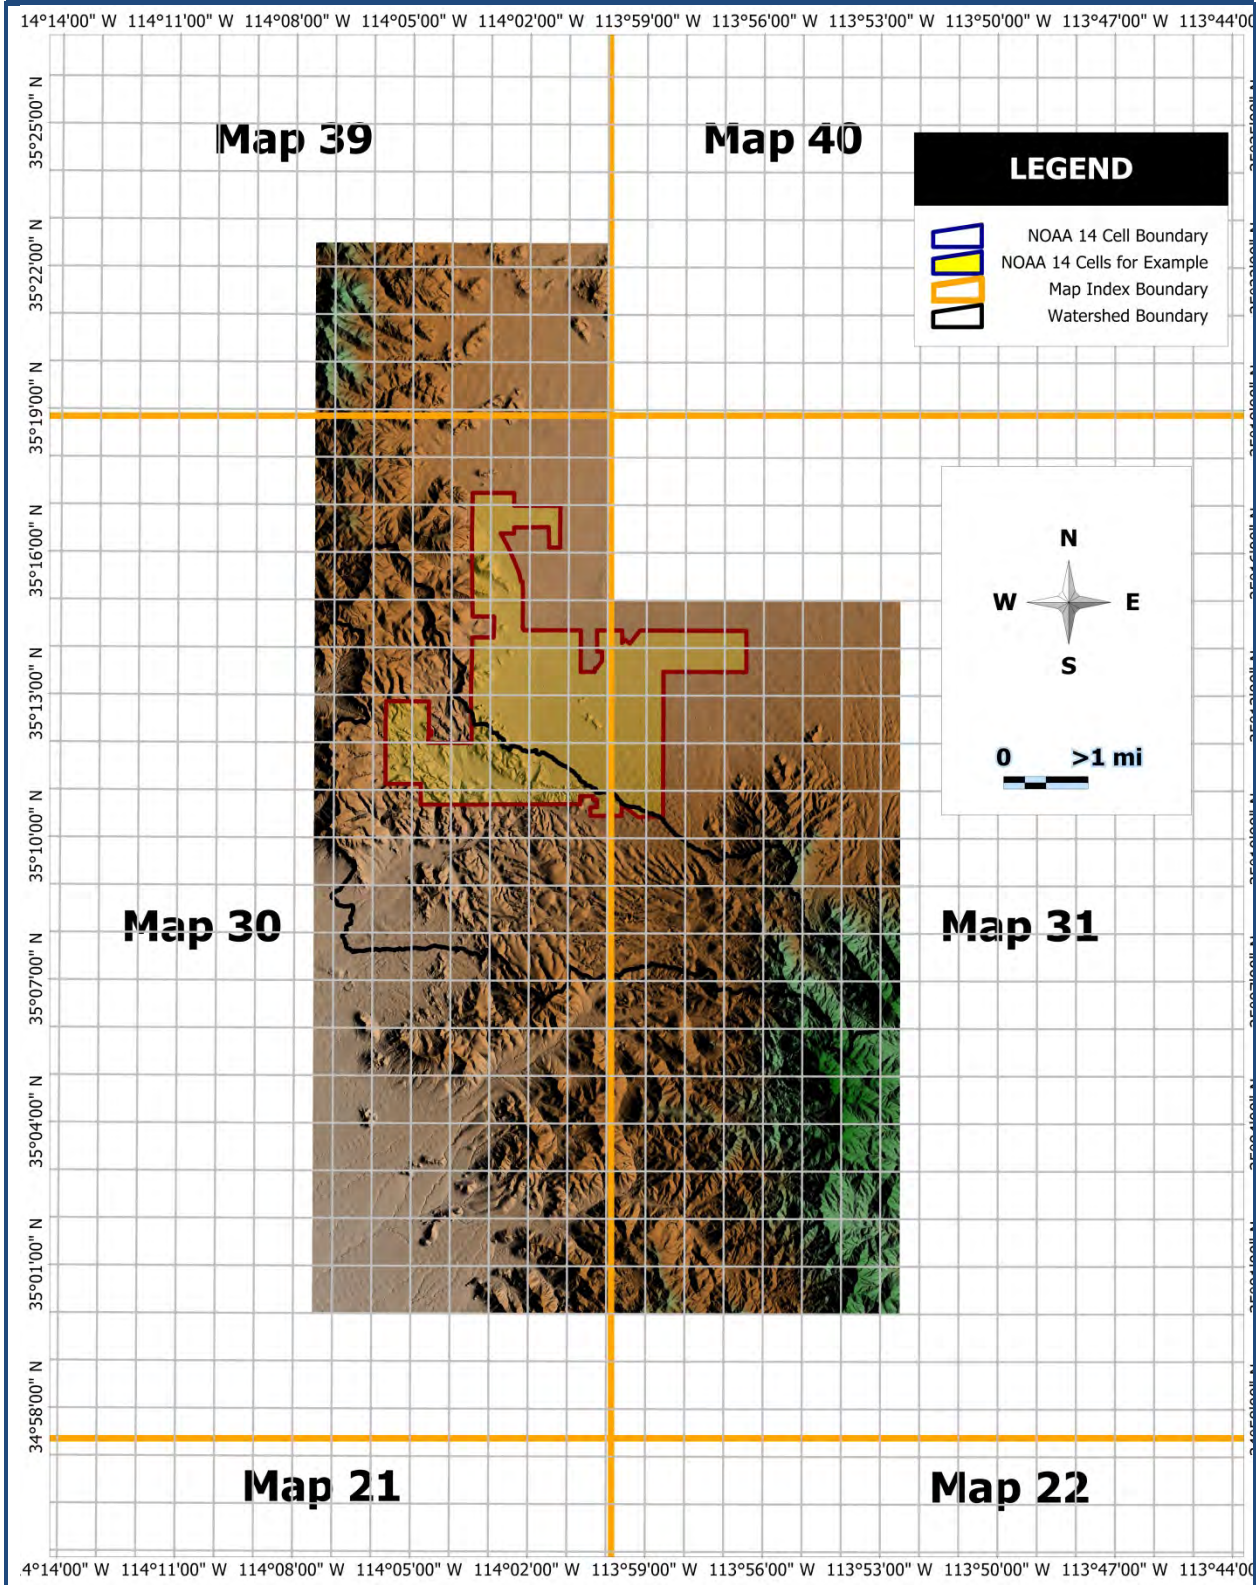 114°14'00" W 114°11'00" W 114°08'00" W 114°05'00" W 114°02'00" W 113°59'00" W 113°56'00" W 113°53'00" W 113°50'00" W 113°47'00" W 113°44'00"
35°25'00" N
Map 39
Map 40
LEGEND
NOAA 14 Cell Boundary
NOAA 14 Cells for Example
Map Index Boundary
Watershed Boundary
35°22'00" N
35°19'00" N
35°16'00" N
N
W
E
S
35°13'00" N
0 >1 mi
35°10'00" N
Map 30
Map 31
35°07'00" N
35°04'00" N
35°01'00" N
34°58'00" N
Map 21
Map 22
4°14'00" W 114°11'00" W 114°08'00" W 114°05'00" W 114°02'00" W 113°59'00" W 113°56'00" W 113°53'00" W 113°50'00" W 113°47'00" W 113°44'00"